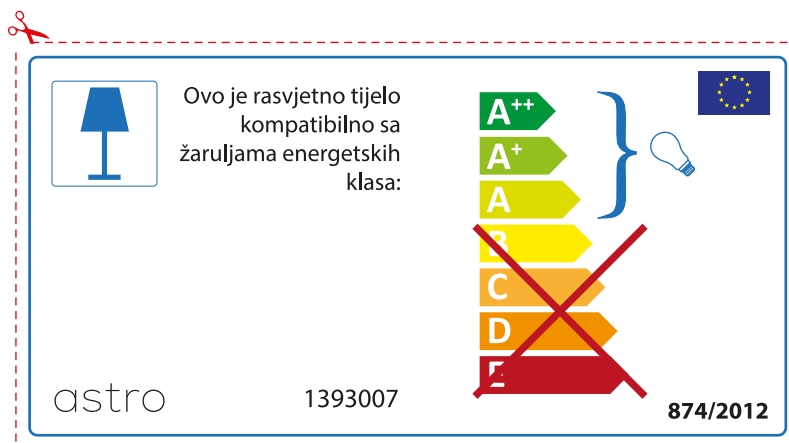 Ovo je rasvjetno tijelo
kompatibilno sa
žaruljama energetskih
klasa:
A++
A+
A
B
C
D
E
astro
1393007
874/2012